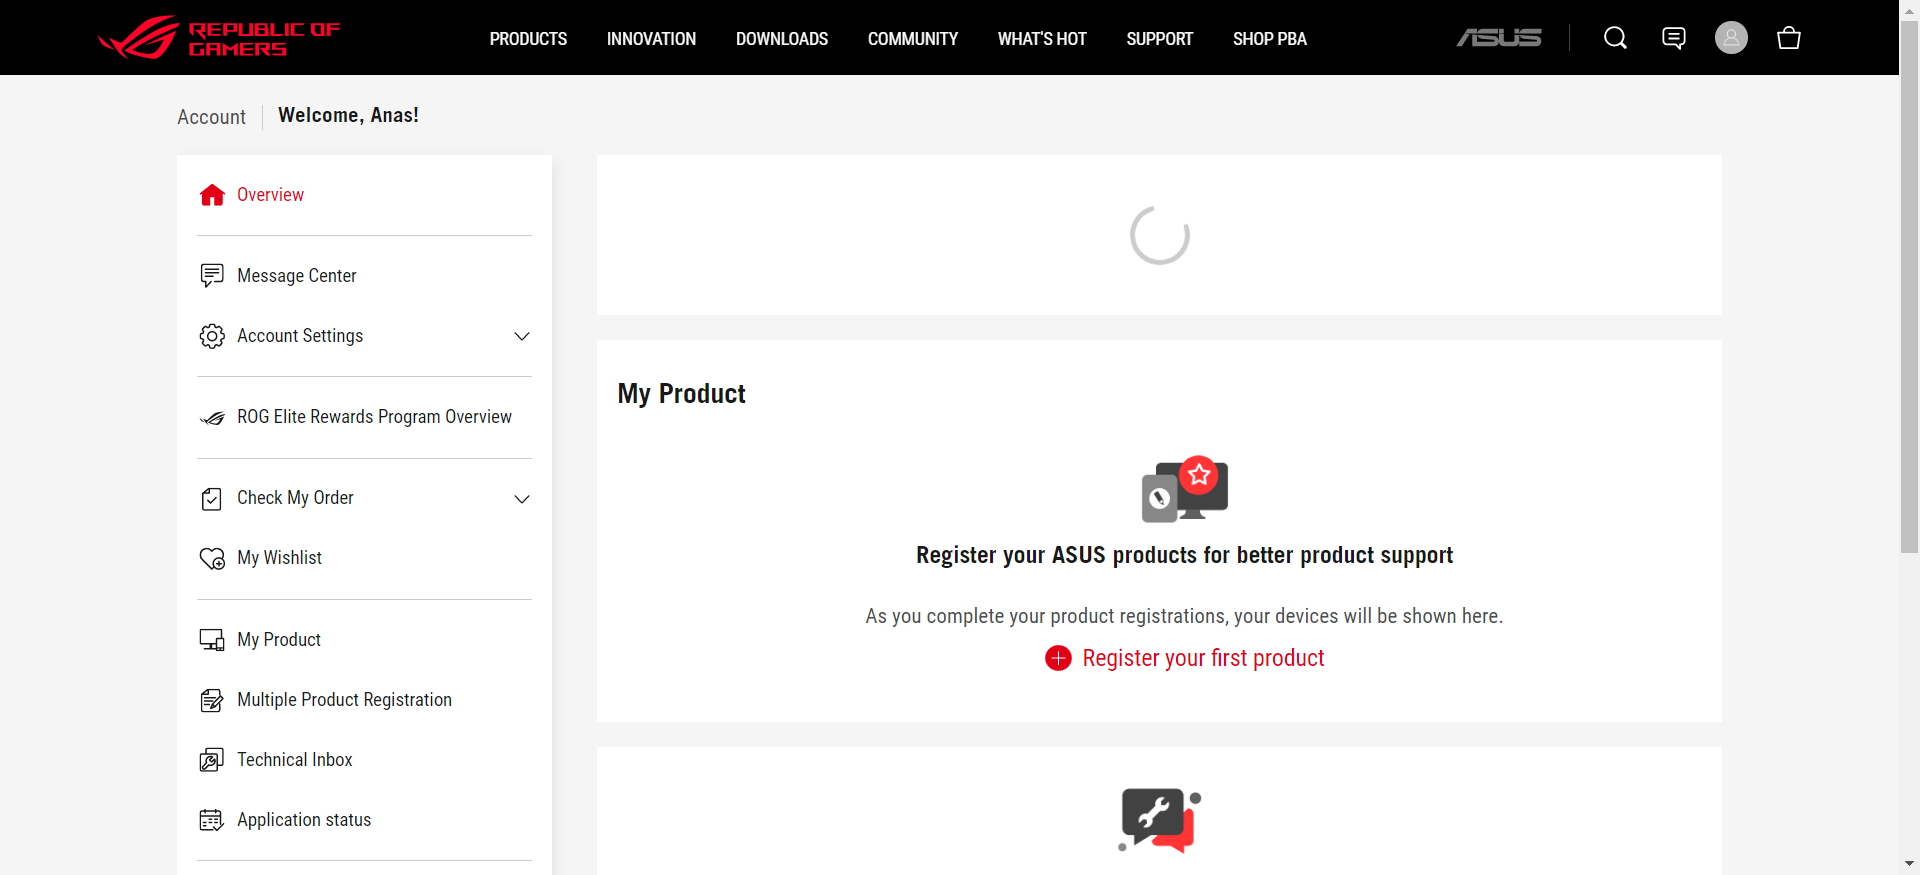 REPUBLIC OF
GAMERS
PRODUCTS
INNOVATION
DOWNLOADS
COMMUNITY
WHAT'S HOT
SUPPORT
SHOP PBA
ASUS
Account
Welcome, Anas!
Overview
Message Center
Account Settings
ROG Elite Rewards Program Overview
Check My Order
My Wishlist
My Product
Multiple Product Registration
Technical Inbox
Application status
My Product
Register your ASUS products for better product support
As you complete your product registrations, your devices will be shown here.
Register your first product